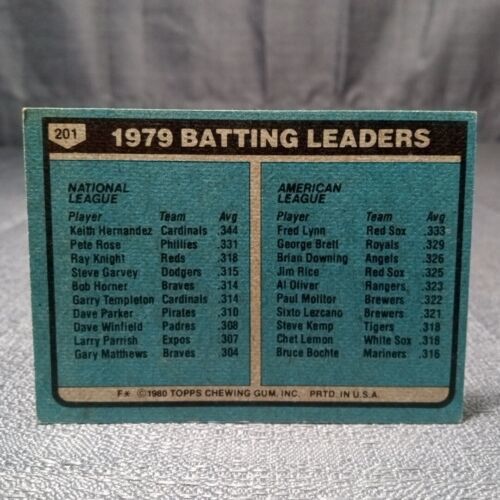 201
1979 BATTING LEADERS
NATIONAL
LEAGUE
Player Team Avg
Keith Hernandez Cardinals .344
Pete Rose Phillies .331
Ray Knight Reds .318
Steve Garvey Dodgers .315
Bob Horner Braves .314
Garry Templeton Cardinals .314
Dave Parker Pirates .310
Dave Winfield Padres .308
Larry Parrish Expos .307
Gary Matthews Braves .304
AMERICAN
LEAGUE
Player Team Avg
Fred Lynn Red Sox .333
George Brett Royals .329
Brian Downing Angels .326
Jim Rice Red Sox .325
Al Oliver Rangers .323
Paul Molitor Brewers .322
Sixto Lezcano Brewers .321
Steve Kemp Tigers .318
Chet Lemon White Sox .318
Bruce Bochte Mariners .316
F* ©1980 TOPPS CHEWING GUM, INC. PRTD. IN U.S.A.